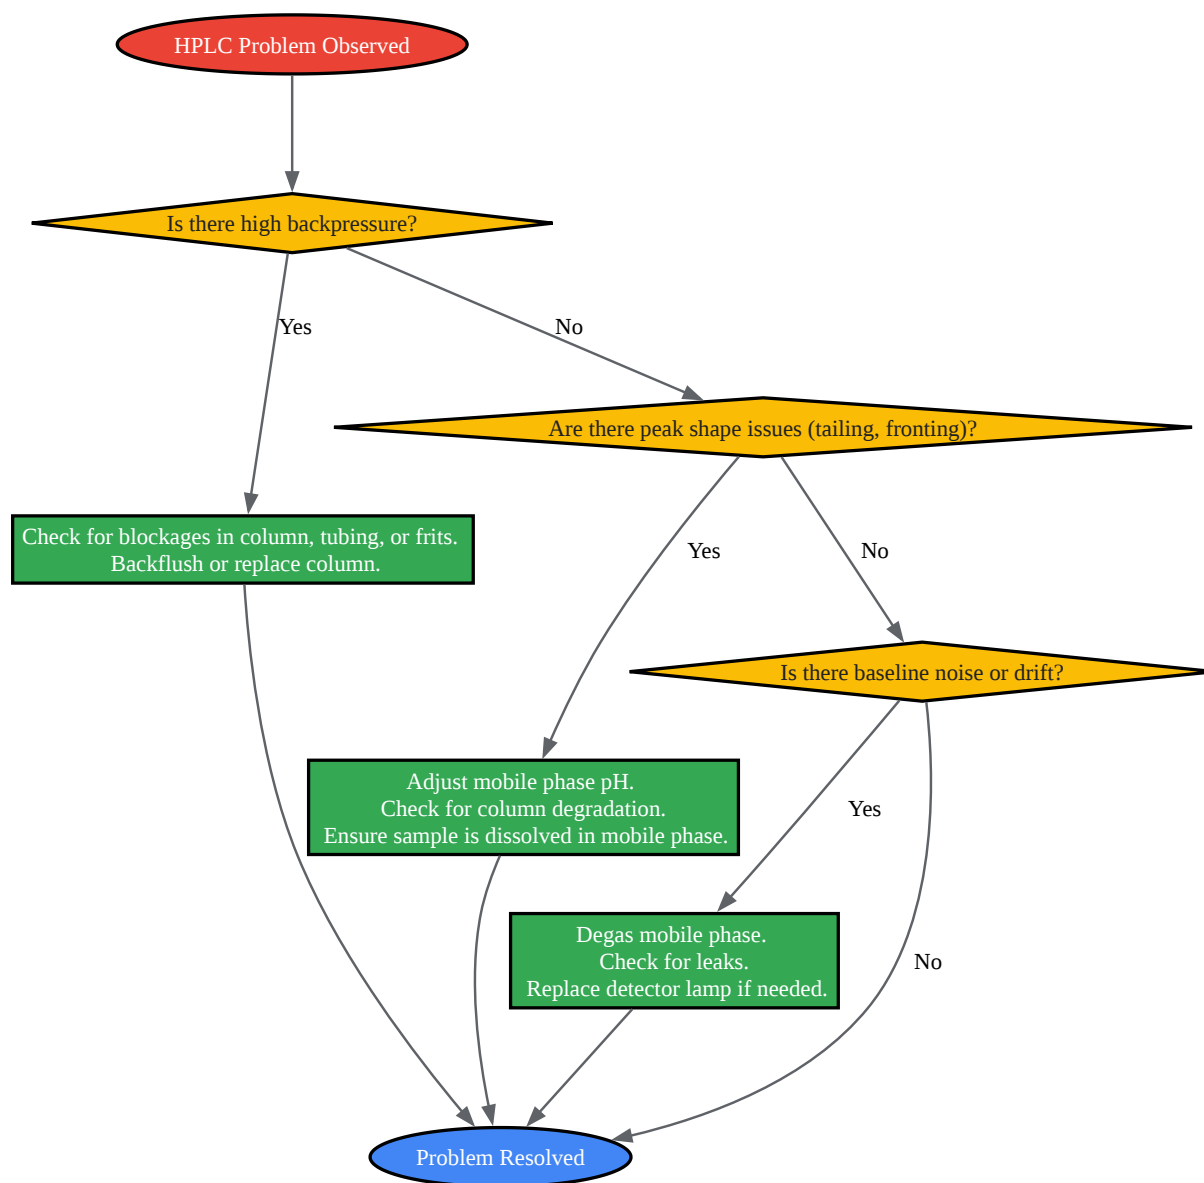 HPLC Problem Observed
Is there high backpressure?
Yes
No
Are there peak shape issues (tailing, fronting)?
Check for blockages in column, tubing, or frits.
Backflush or replace column.
Yes
No
Is there baseline noise or drift?
Adjust mobile phase pH.
Check for column degradation.
Ensure sample is dissolved in mobile phase.
Yes
Degas mobile phase.
Check for leaks.
Replace detector lamp if needed.
No
Problem Resolved